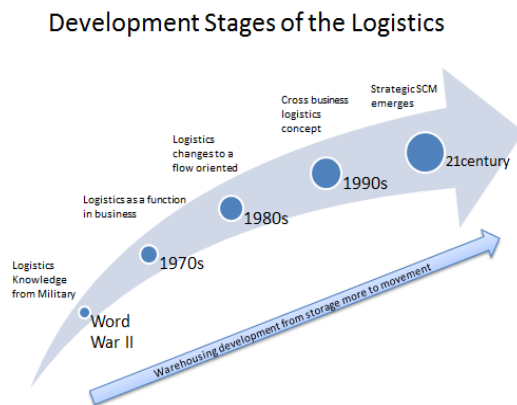 Development Stages of the Logistics
Strategic SCM
emerges
Cross business
logistics
concept
21century
Logistics
changes to a
flow oriented
1990s
Logistics as a function
in business
1980s
1970s
Logistics
Knowledge
from Military
Word
War II
Warehousing development from storage more to movement